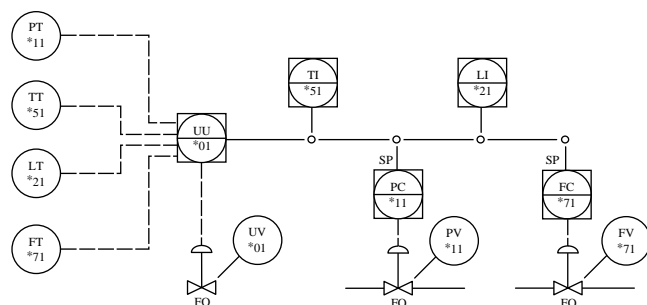 PT
*11
TT
*51
LT
*21
FT
*71
UU
*01
UV
*01
FO
TI
*51
SP
PC
*11
PV
*11
FO
LI
*21
SP
FC
*71
FV
*71
FO